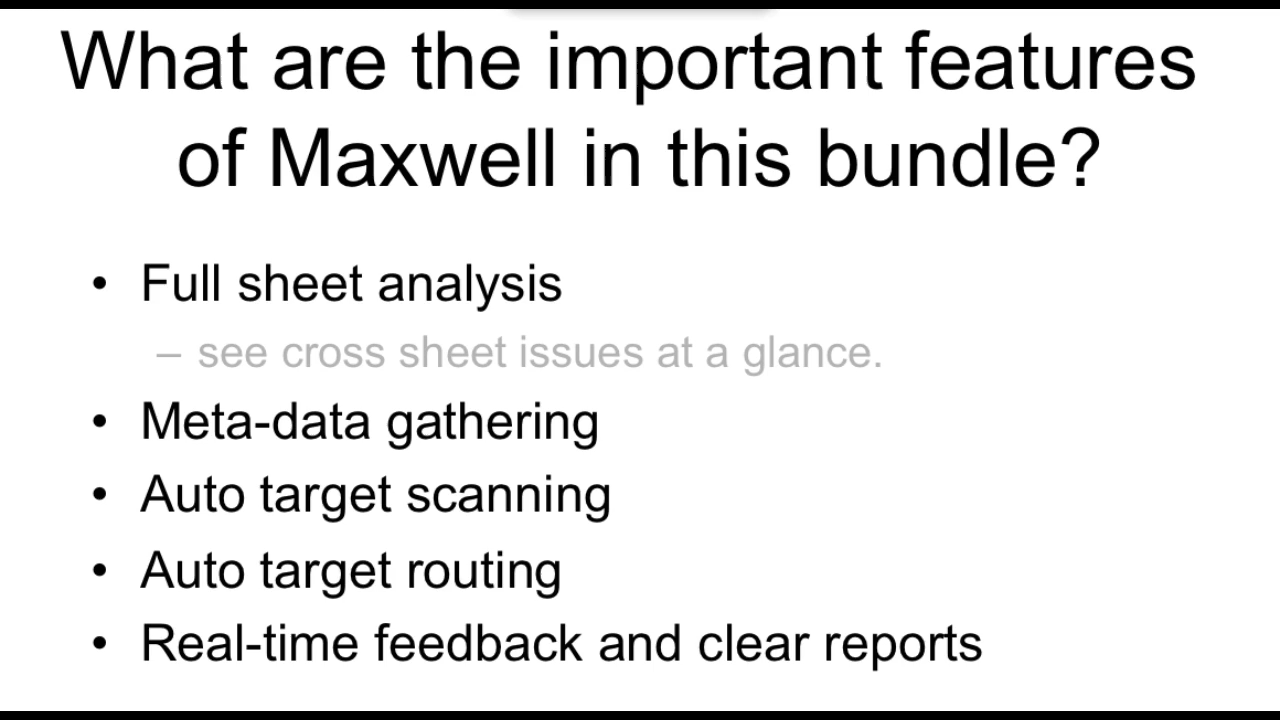 What are the important features
of Maxwell in this bundle?
• Full sheet analysis
– see cross sheet issues at a glance.
• Meta-data gathering
• Auto target scanning
• Auto target routing
• Real-time feedback and clear reports